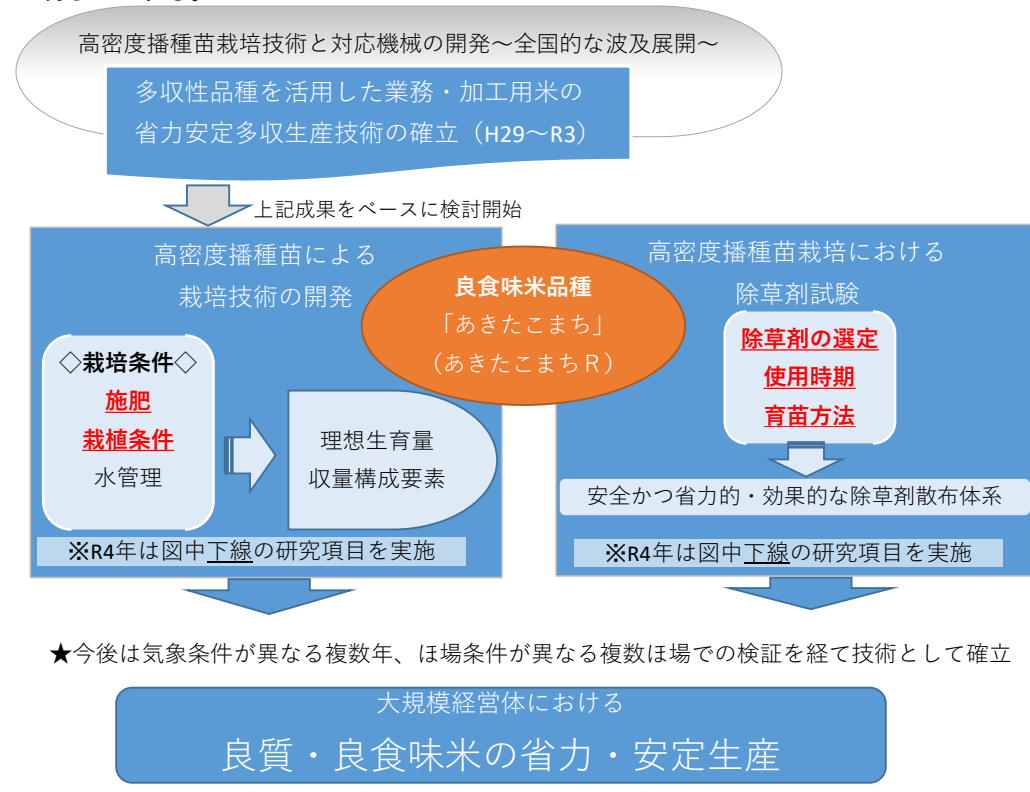 高密度播種苗栽培技術と対応機械の開発～全国的な波及展開～
多収性品種を活用した業務・加工用米の
省力安定多収生産技術の確立（H29～R3）
上記成果をベースに検討開始
高密度播種苗による
栽培技術の開発
◇栽培条件◇
施肥
栽植条件
水管理
理想生育量
収量構成要素
※R4年は図中下線の研究項目を実施
良食味米品種
「あきたこまち」
（あきたこまちR）
高密度播種苗栽培における
除草剤試験
除草剤の選定
使用時期
育苗方法
安全かつ省力的・効果的な除草剤散布体系
※R4年は図中下線の研究項目を実施
★今後は気象条件が異なる複数年、ほ場条件が異なる複数ほ場での検証を経て技術として確立
大規模経営体における
良質・良食味米の省力・安定生産